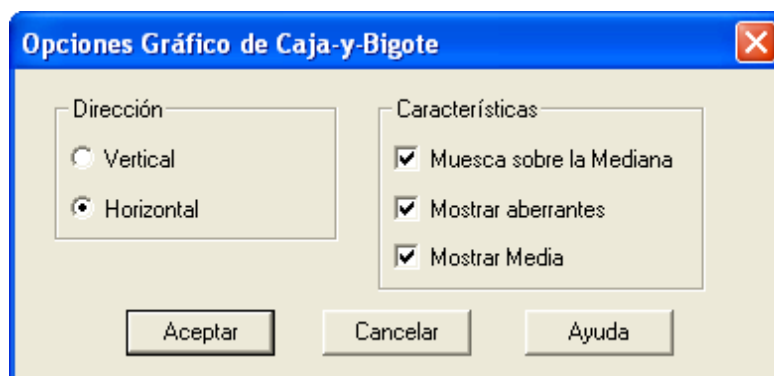 Opciones Gráfico de Caja-y-Bigote
Dirección
Vertical
Horizontal
Características
Muesca sobre la Mediana
Mostrar aberrantes
Mostrar Media
Aceptar
Cancelar
Ayuda